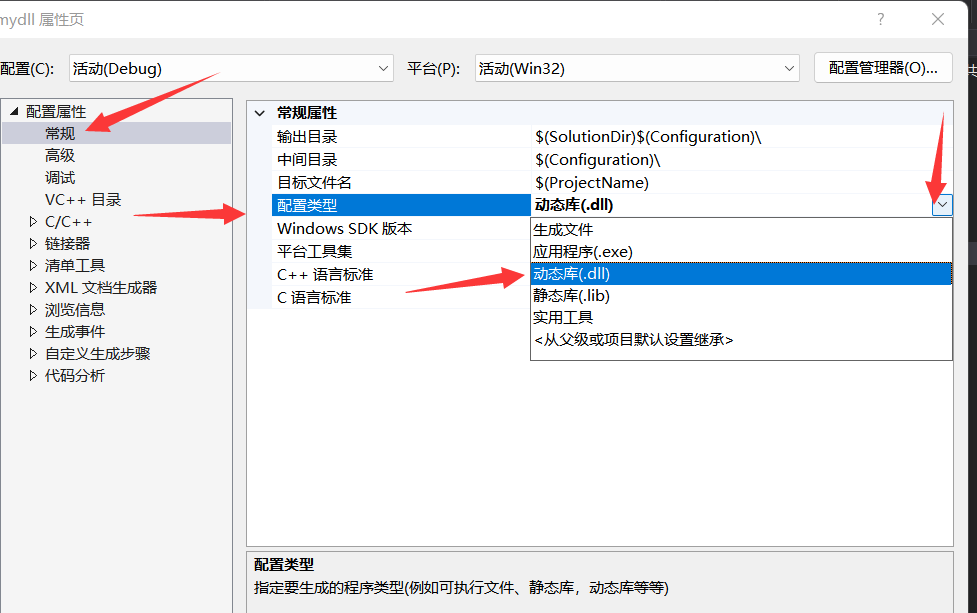 mydll 属性页
配置(C):
活动(Debug)
平台(P):
活动(Win32)
配置管理器(O)...
配置属性
常规
高级
调试
VC++ 目录
C/C++
链接器
清单工具
XML 文档生成器
浏览信息
生成事件
自定义生成步骤
代码分析
常规属性
输出目录 $(SolutionDir)$(Configuration)\
中间目录 $(Configuration)\
目标文件名 $(ProjectName)
配置类型 动态库(.dll)
Windows SDK 版本
平台工具集
C++ 语言标准
C 语言标准
生成文件
应用程序(.exe)
动态库(.dll)
静态库(.lib)
实用工具
<从父级或项目默认设置继承>
配置类型
指定要生成的程序类型(例如可执行文件、静态库，动态库等等)